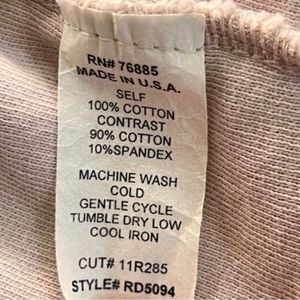 RN# 76885
MADE IN U.S.A.
SELF
100% COTTON
CONTRAST
90% COTTON
10%SPANDEX
MACHINE WASH
COLD
GENTLE CYCLE
TUMBLE DRY LOW
COOL IRON
CUT# 11R285
STYLE# RD5094